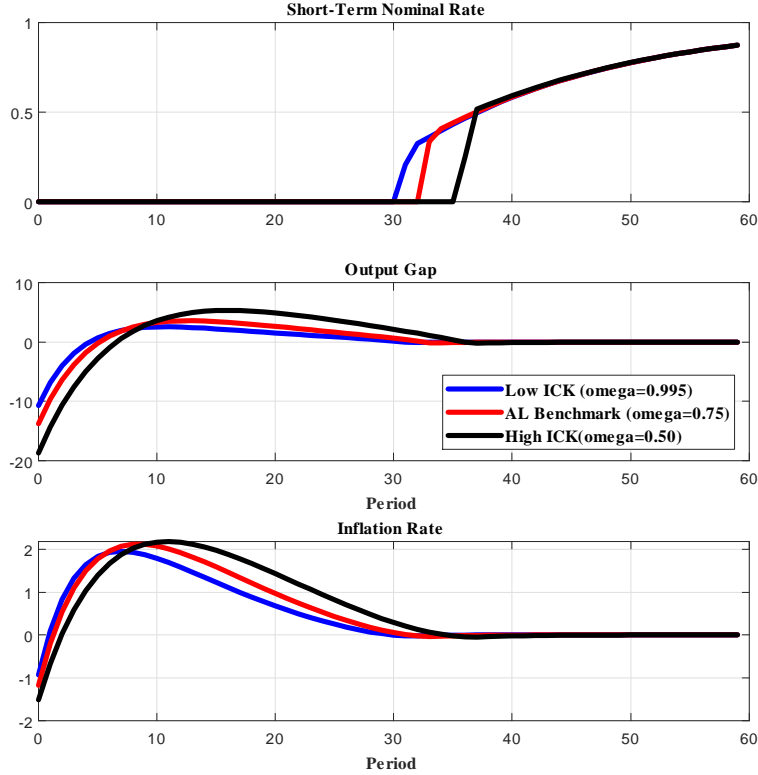 Short-Term Nominal Rate
1
0.5
0
0 10 20 30 40 50 60
Output Gap
10
0
-10
-20
Low ICK (omega=0.995)
AL Benchmark (omega=0.75)
High ICK(omega=0.50)
0 10 20 30 40 50 60
Period
Inflation Rate
2
1
0
-1
-2
0 10 20 30 40 50 60
Period